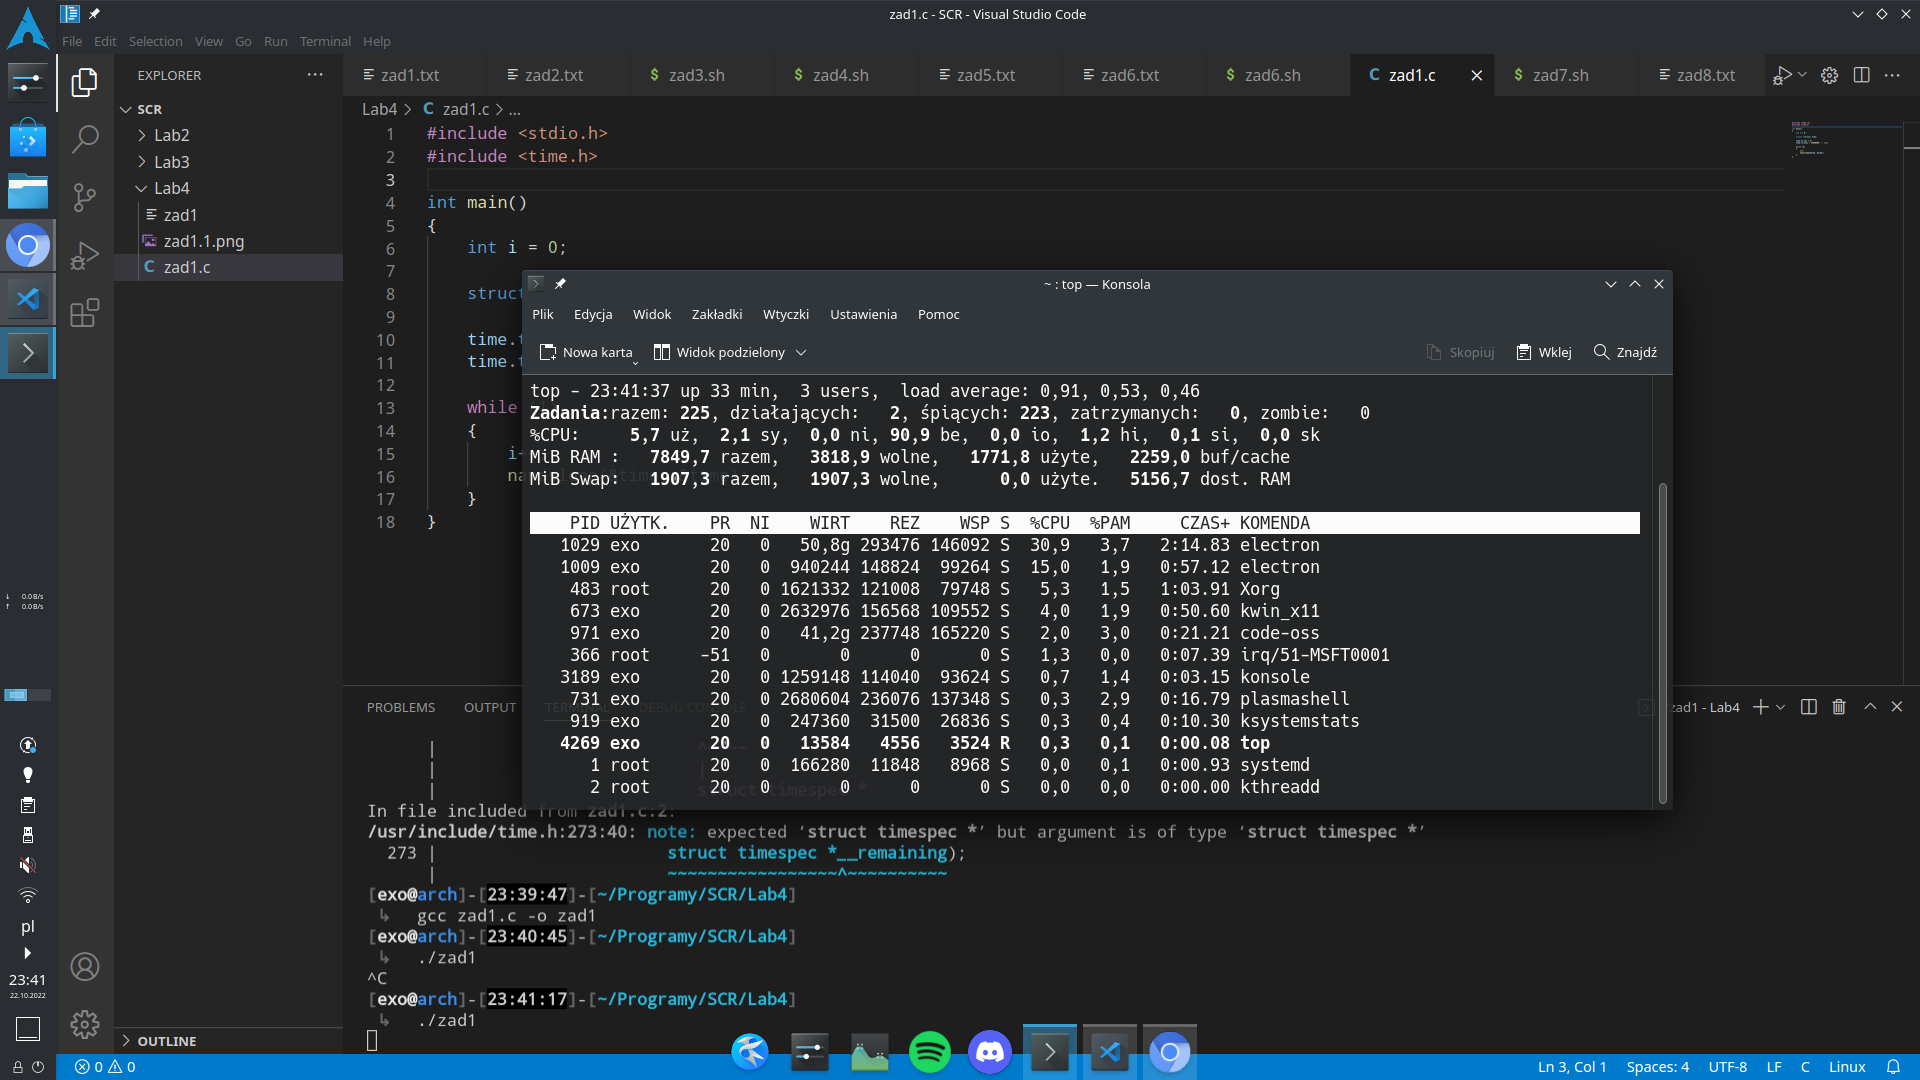 zad1.c - SCR - Visual Studio Code
File Edit Selection View Go Run Terminal Help
EXPLORER
zad1.txt zad2.txt zad3.sh zad4.sh zad5.txt zad6.txt zad6.sh zad1.c zad7.sh zad8.txt
SCR
Lab2
Lab3
Lab4
zad1
zad1.1.png
zad1.c
OUTLINE
Lab4 > C zad1.c > ...
1 #include <stdio.h>
2 #include <time.h>
3
4 int main()
5 {
6 int i = 0;
7
8 struct
9
10 time.t
11 time.t
12
13 while
14 {
15 i
16 na
17 }
18 }
~ : top — Konsola
Plik Edycja Widok Zakładki Wtyczki Ustawienia Pomoc
Nowa karta Widok podzielony Skopiuj Wklej Znajdź
top - 23:41:37 up 33 min, 3 users, load average: 0,91, 0,53, 0,46
Zadania:razem: 225, działających: 2, śpiących: 223, zatrzymanych: 0, zombie: 0
%CPU: 5,7 uż, 2,1 sy, 0,0 ni, 90,9 be, 0,0 io, 1,2 hi, 0,1 si, 0,0 sk
MiB RAM : 7849,7 razem, 3818,9 wolne, 1771,8 użyte, 2259,0 buf/cache
MiB Swap: 1907,3 razem, 1907,3 wolne, 0,0 użyte. 5156,7 dost. RAM
PID UŻYTK. PR NI WIRT REZ WSP S %CPU %PAM CZAS+ KOMENDA
1029 exo 20 0 50,8g 293476 146092 S 30,9 3,7 2:14.83 electron
1009 exo 20 0 940244 148824 99264 S 15,0 1,9 0:57.12 electron
483 root 20 0 1621332 121008 79748 S 5,3 1,5 1:03.91 Xorg
673 exo 20 0 2632976 156568 109552 S 4,0 1,9 0:50.60 kwin_x11
971 exo 20 0 41,2g 237748 165220 S 2,0 3,0 0:21.21 code-oss
366 root -51 0 0 0 0 S 1,3 0,0 0:07.39 irq/51-MSFT0001
3189 exo 20 0 1259148 114040 93624 S 0,7 1,4 0:03.15 konsole
731 exo 20 0 2680604 236076 137348 S 0,3 2,9 0:16.79 plasmashell
919 exo 20 0 247360 31500 26836 S 0,3 0,4 0:10.30 ksystemstats
4269 exo 20 0 13584 4556 3524 R 0,3 0,1 0:00.08 top
1 root 20 0 166280 11848 8968 S 0,0 0,1 0:00.93 systemd
2 root 20 0 0 0 0 S 0,0 0,0 0:00.00 kthreadd
PROBLEMS OUTPUT TERMINAL DEBUG CONSOLE
zad1 - Lab4
|
|
| struct timespec *
In file included from zad1.c:2:
/usr/include/time.h:273:40: note: expected ‘struct timespec *’ but argument is of type ‘struct timespec *’
273 | struct timespec *__remaining);
| ~~~~~~~~~~~~~~~~~^~~~~~~~~~~
[exo@arch]-[23:39:47]-[~/Programy/SCR/Lab4]
↳ gcc zad1.c -o zad1
[exo@arch]-[23:40:45]-[~/Programy/SCR/Lab4]
↳ ./zad1
^C
[exo@arch]-[23:41:17]-[~/Programy/SCR/Lab4]
↳ ./zad1
↓ 0.0 B/s
↑ 0.0 B/s
pl
23:41
22.10.2022
0 0
Ln 3, Col 1 Spaces: 4 UTF-8 LF C Linux